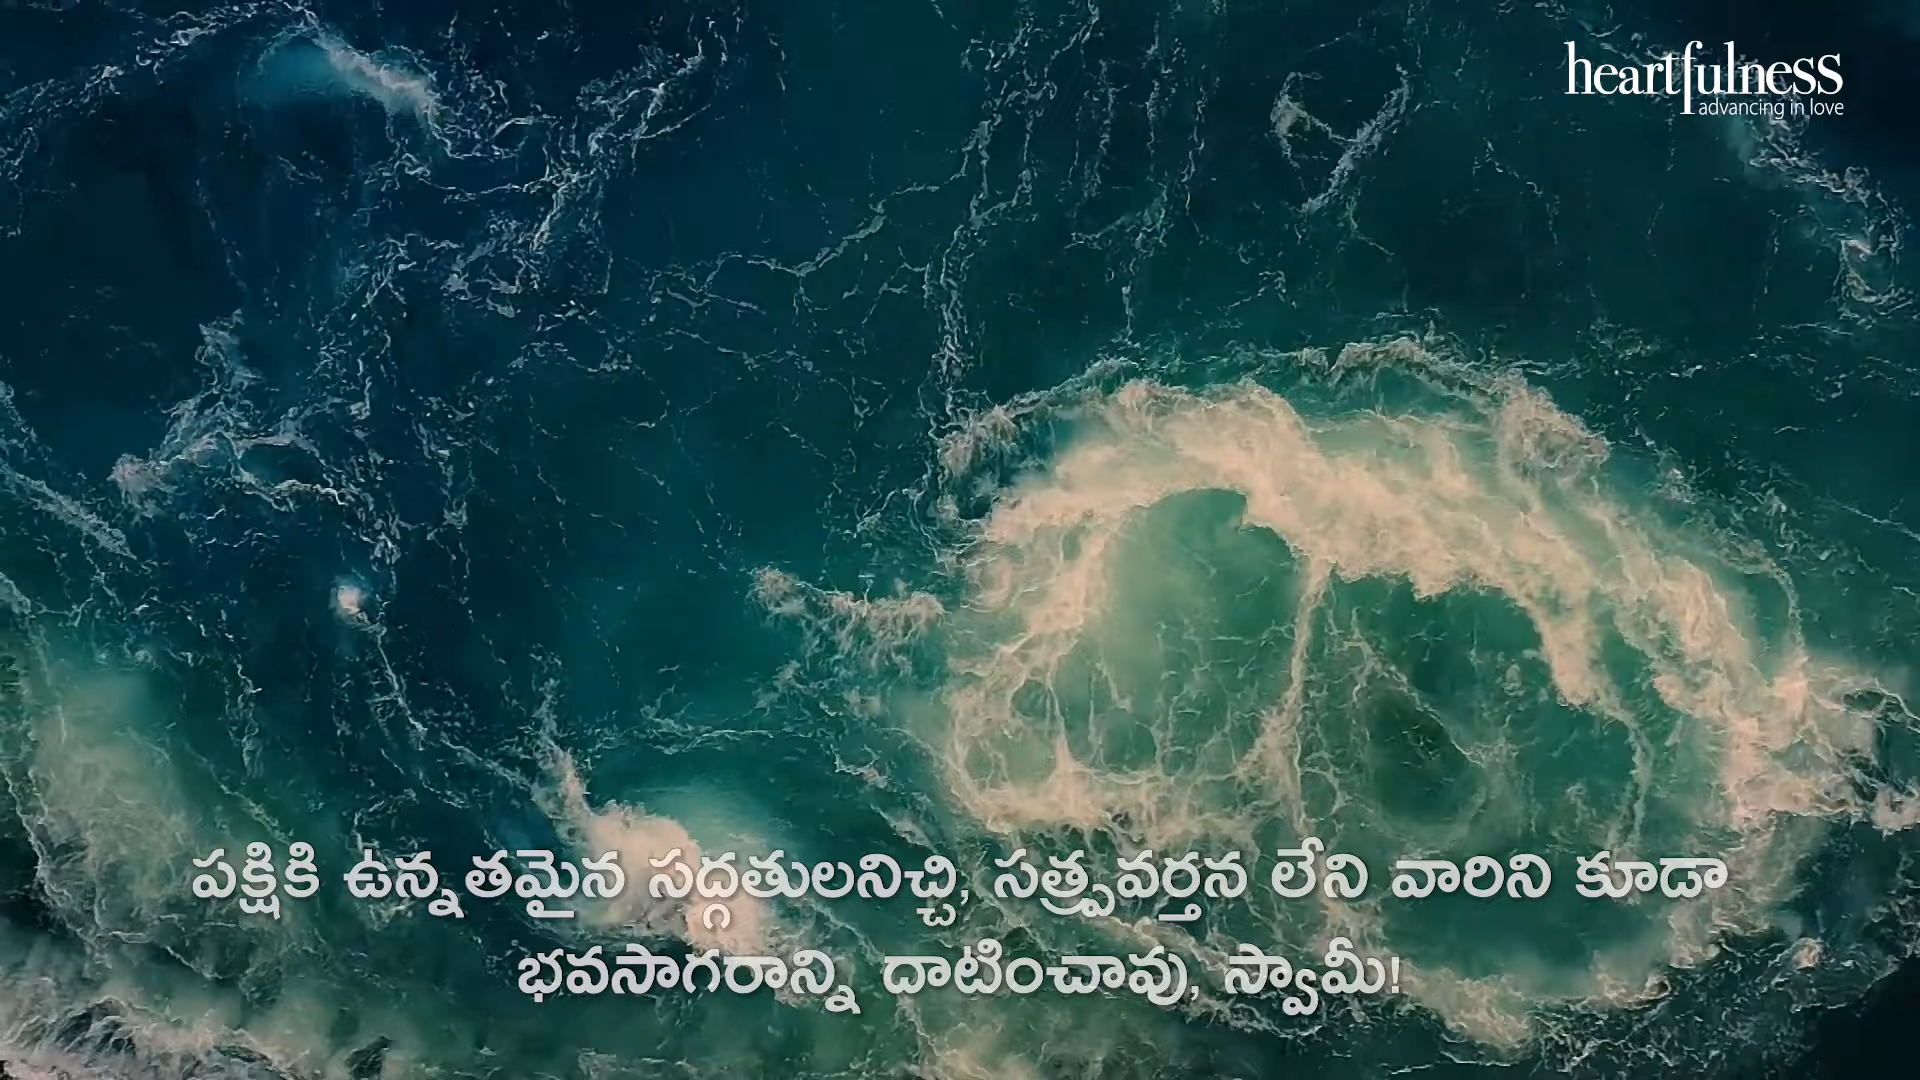 heartfulness
advancing in love
పక్షికి ఉన్నతమైన సద్గతులనిచ్చి, సత్ప్రవర్తన లేని వారిని కూడా
భవసాగరాన్ని దాటించావు, స్వామీ!